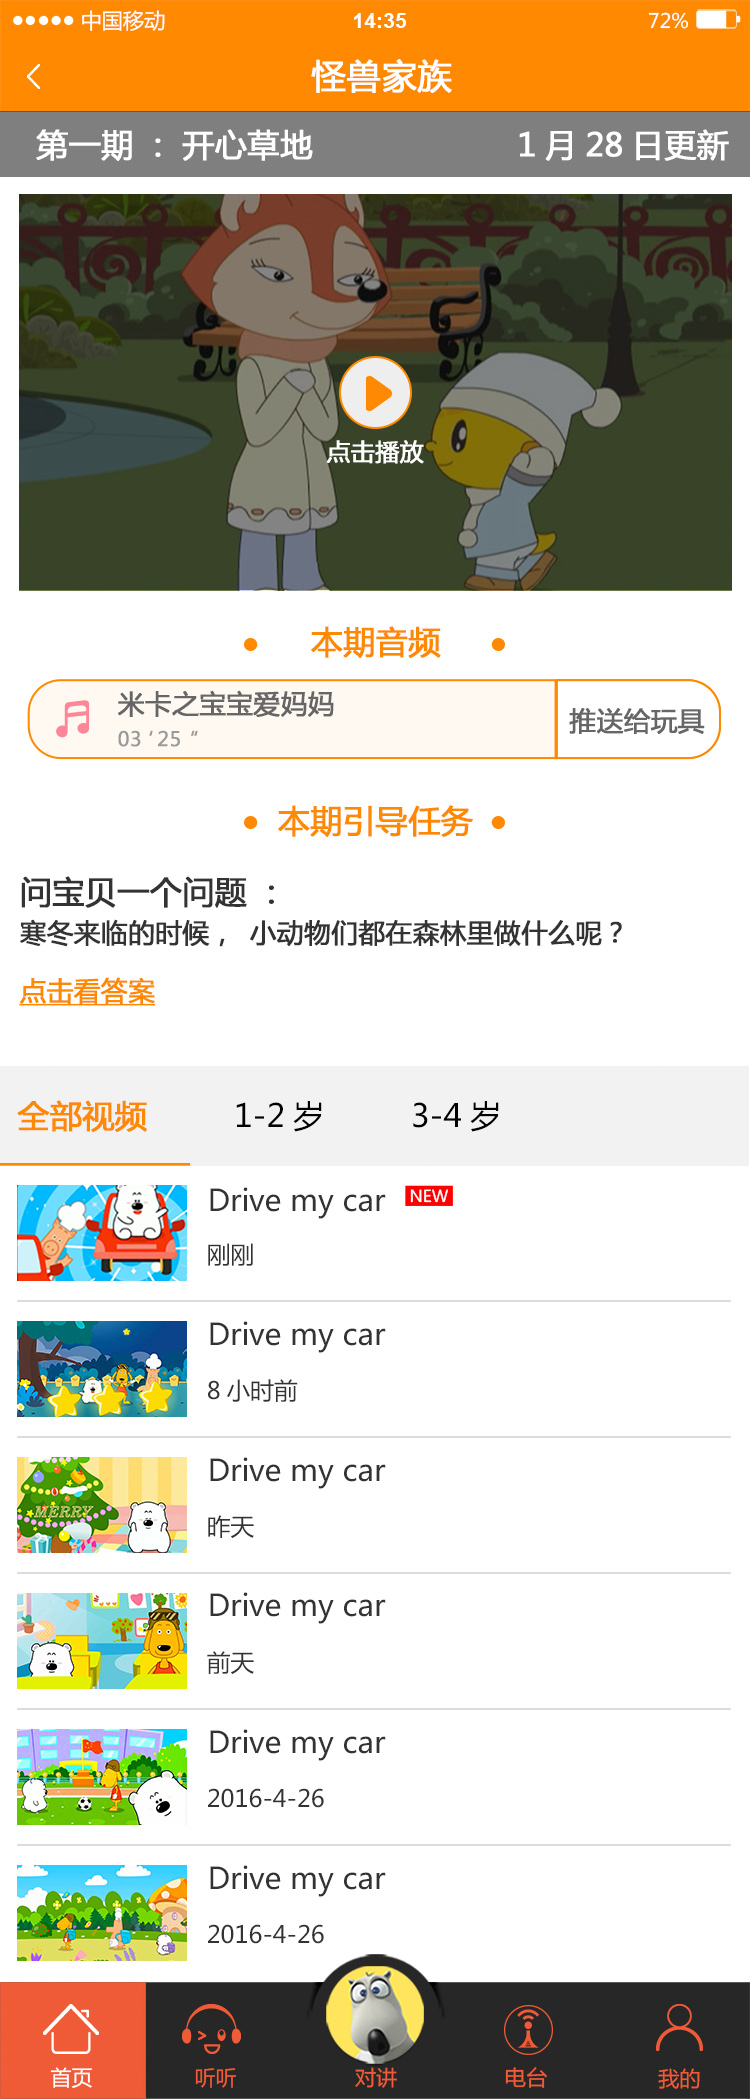 中国移动 14:35 72%
怪兽家族
第一期 ：开心草地 1月28日更新
点击播放
本期音频
米卡之宝宝爱妈妈
03 ‘ 25 “
推送给玩具
本期引导任务
问宝贝一个问题 ：
寒冬来临的时候， 小动物们都在森林里做什么呢？
点击看答案
全部视频 1-2 岁 3-4 岁
Drive my car NEW
刚刚
Drive my car
8 小时前
MERRY
Drive my car
昨天
Drive my car
前天
Drive my car
2016-4-26
Drive my car
2016-4-26
首页 听听 对讲 电台 我的